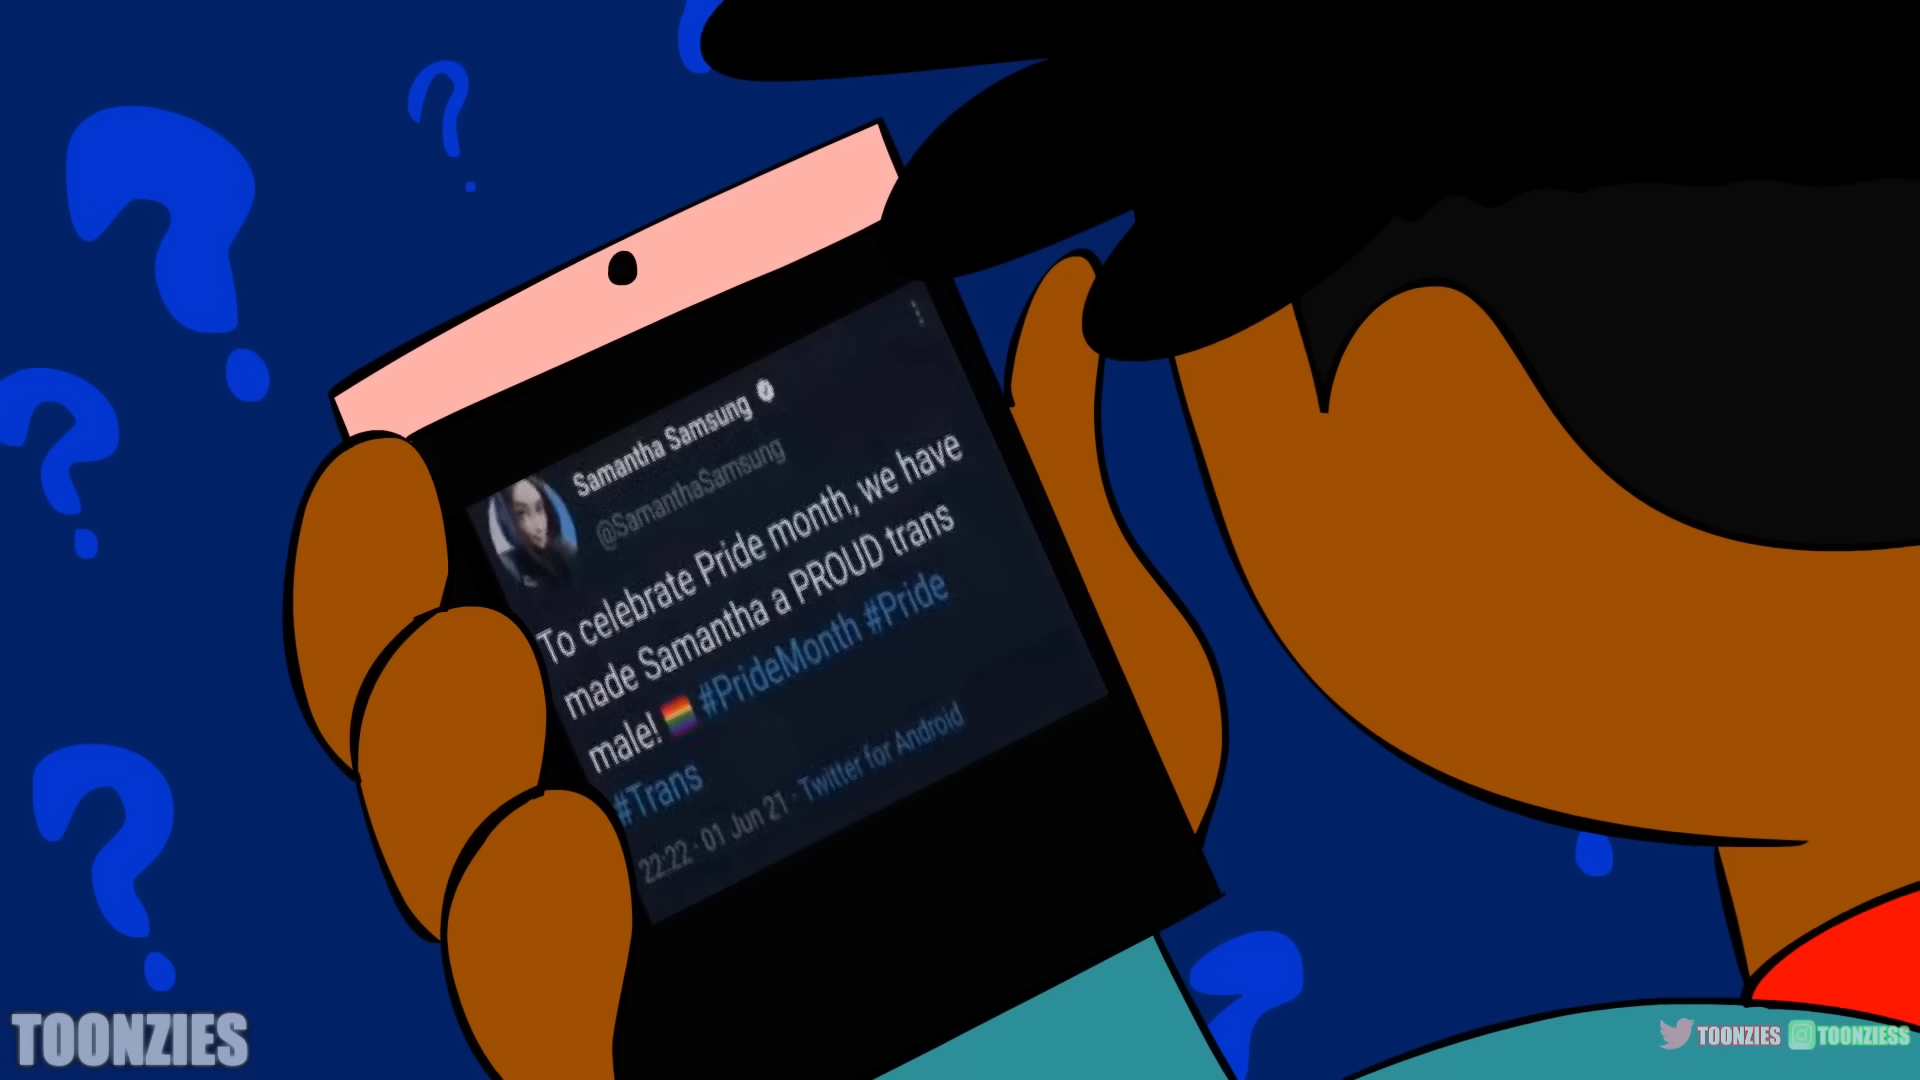 Samantha Samsung
@SamanthaSamsung
To celebrate Pride month, we have
made Samantha a PROUD trans
male! 🏳️‍🌈 #PrideMonth #Pride
#Trans
22:22 · 01 Jun 21 · Twitter for Android
TOONZIES
TOONZIES TOONZIESS